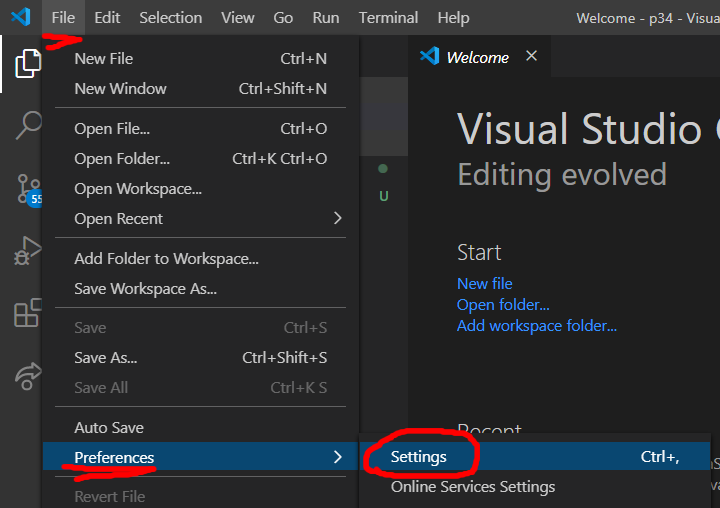 File Edit Selection View Go Run Terminal Help Welcome - p34 - Visua
New File Ctrl+N
New Window Ctrl+Shift+N
Open File... Ctrl+O
Open Folder... Ctrl+K Ctrl+O
Open Workspace...
Open Recent
Add Folder to Workspace...
Save Workspace As...
Save Ctrl+S
Save As... Ctrl+Shift+S
Save All Ctrl+K S
Auto Save
Preferences
Revert File
55
U
Settings Ctrl+,
Online Services Settings
Welcome
Visual Studio
Editing evolved
Start
New file
Open folder...
Add workspace folder...
Recent